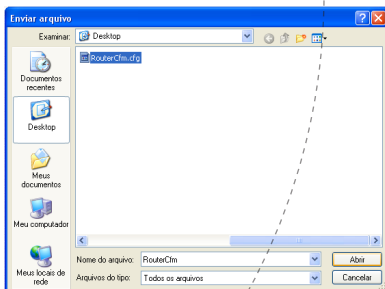 Enviar arquivo
Examinar: Desktop
RouterCfm.cfg
Documentos
recentes
Desktop
Meus
documentos
Meu computador
Meus locais de
rede
Nome do arquivo: RouterCfm Abrir
Arquivos do tipo: Todos os arquivos Cancelar